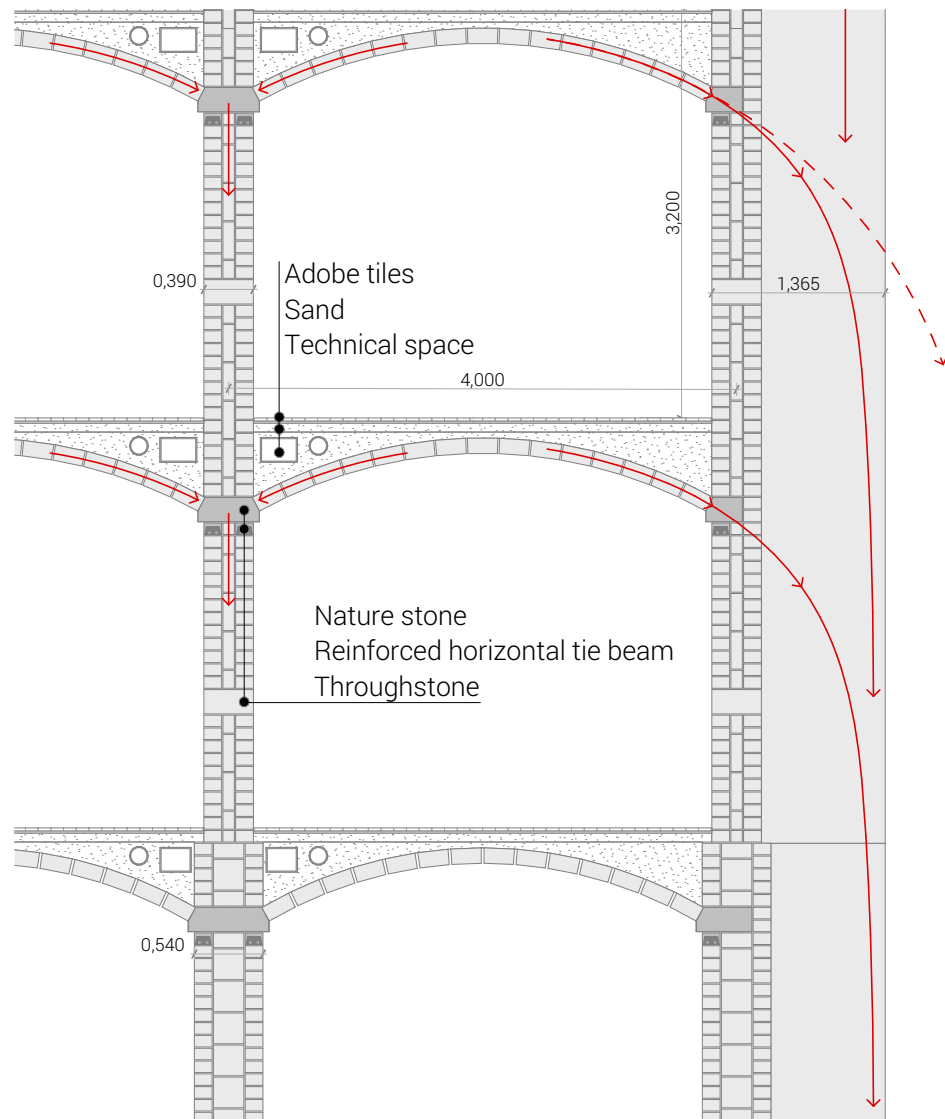 3,200
0,390
Adobe tiles
Sand
Technical space
1,365
4,000
Nature stone
Reinforced horizontal tie beam
Throughstone
0,540